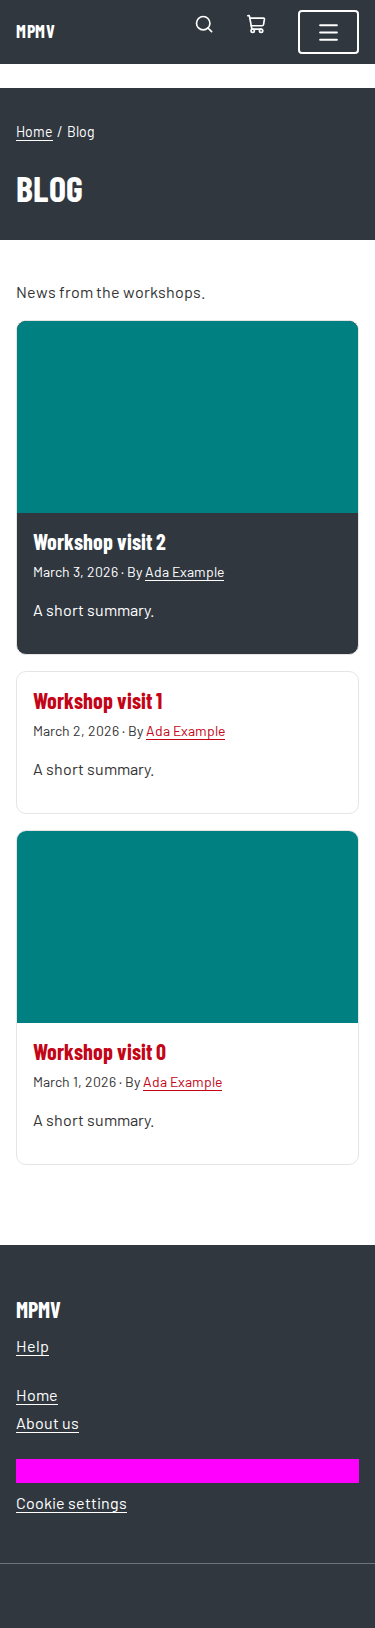 MPMV
Home / Blog
BLOG
News from the workshops.
Workshop visit 2
March 3, 2026 · By Ada Example
A short summary.
Workshop visit 1
March 2, 2026 · By Ada Example
A short summary.
Workshop visit 0
March 1, 2026 · By Ada Example
A short summary.
MPMV
Help
Home
About us
Cookie settings